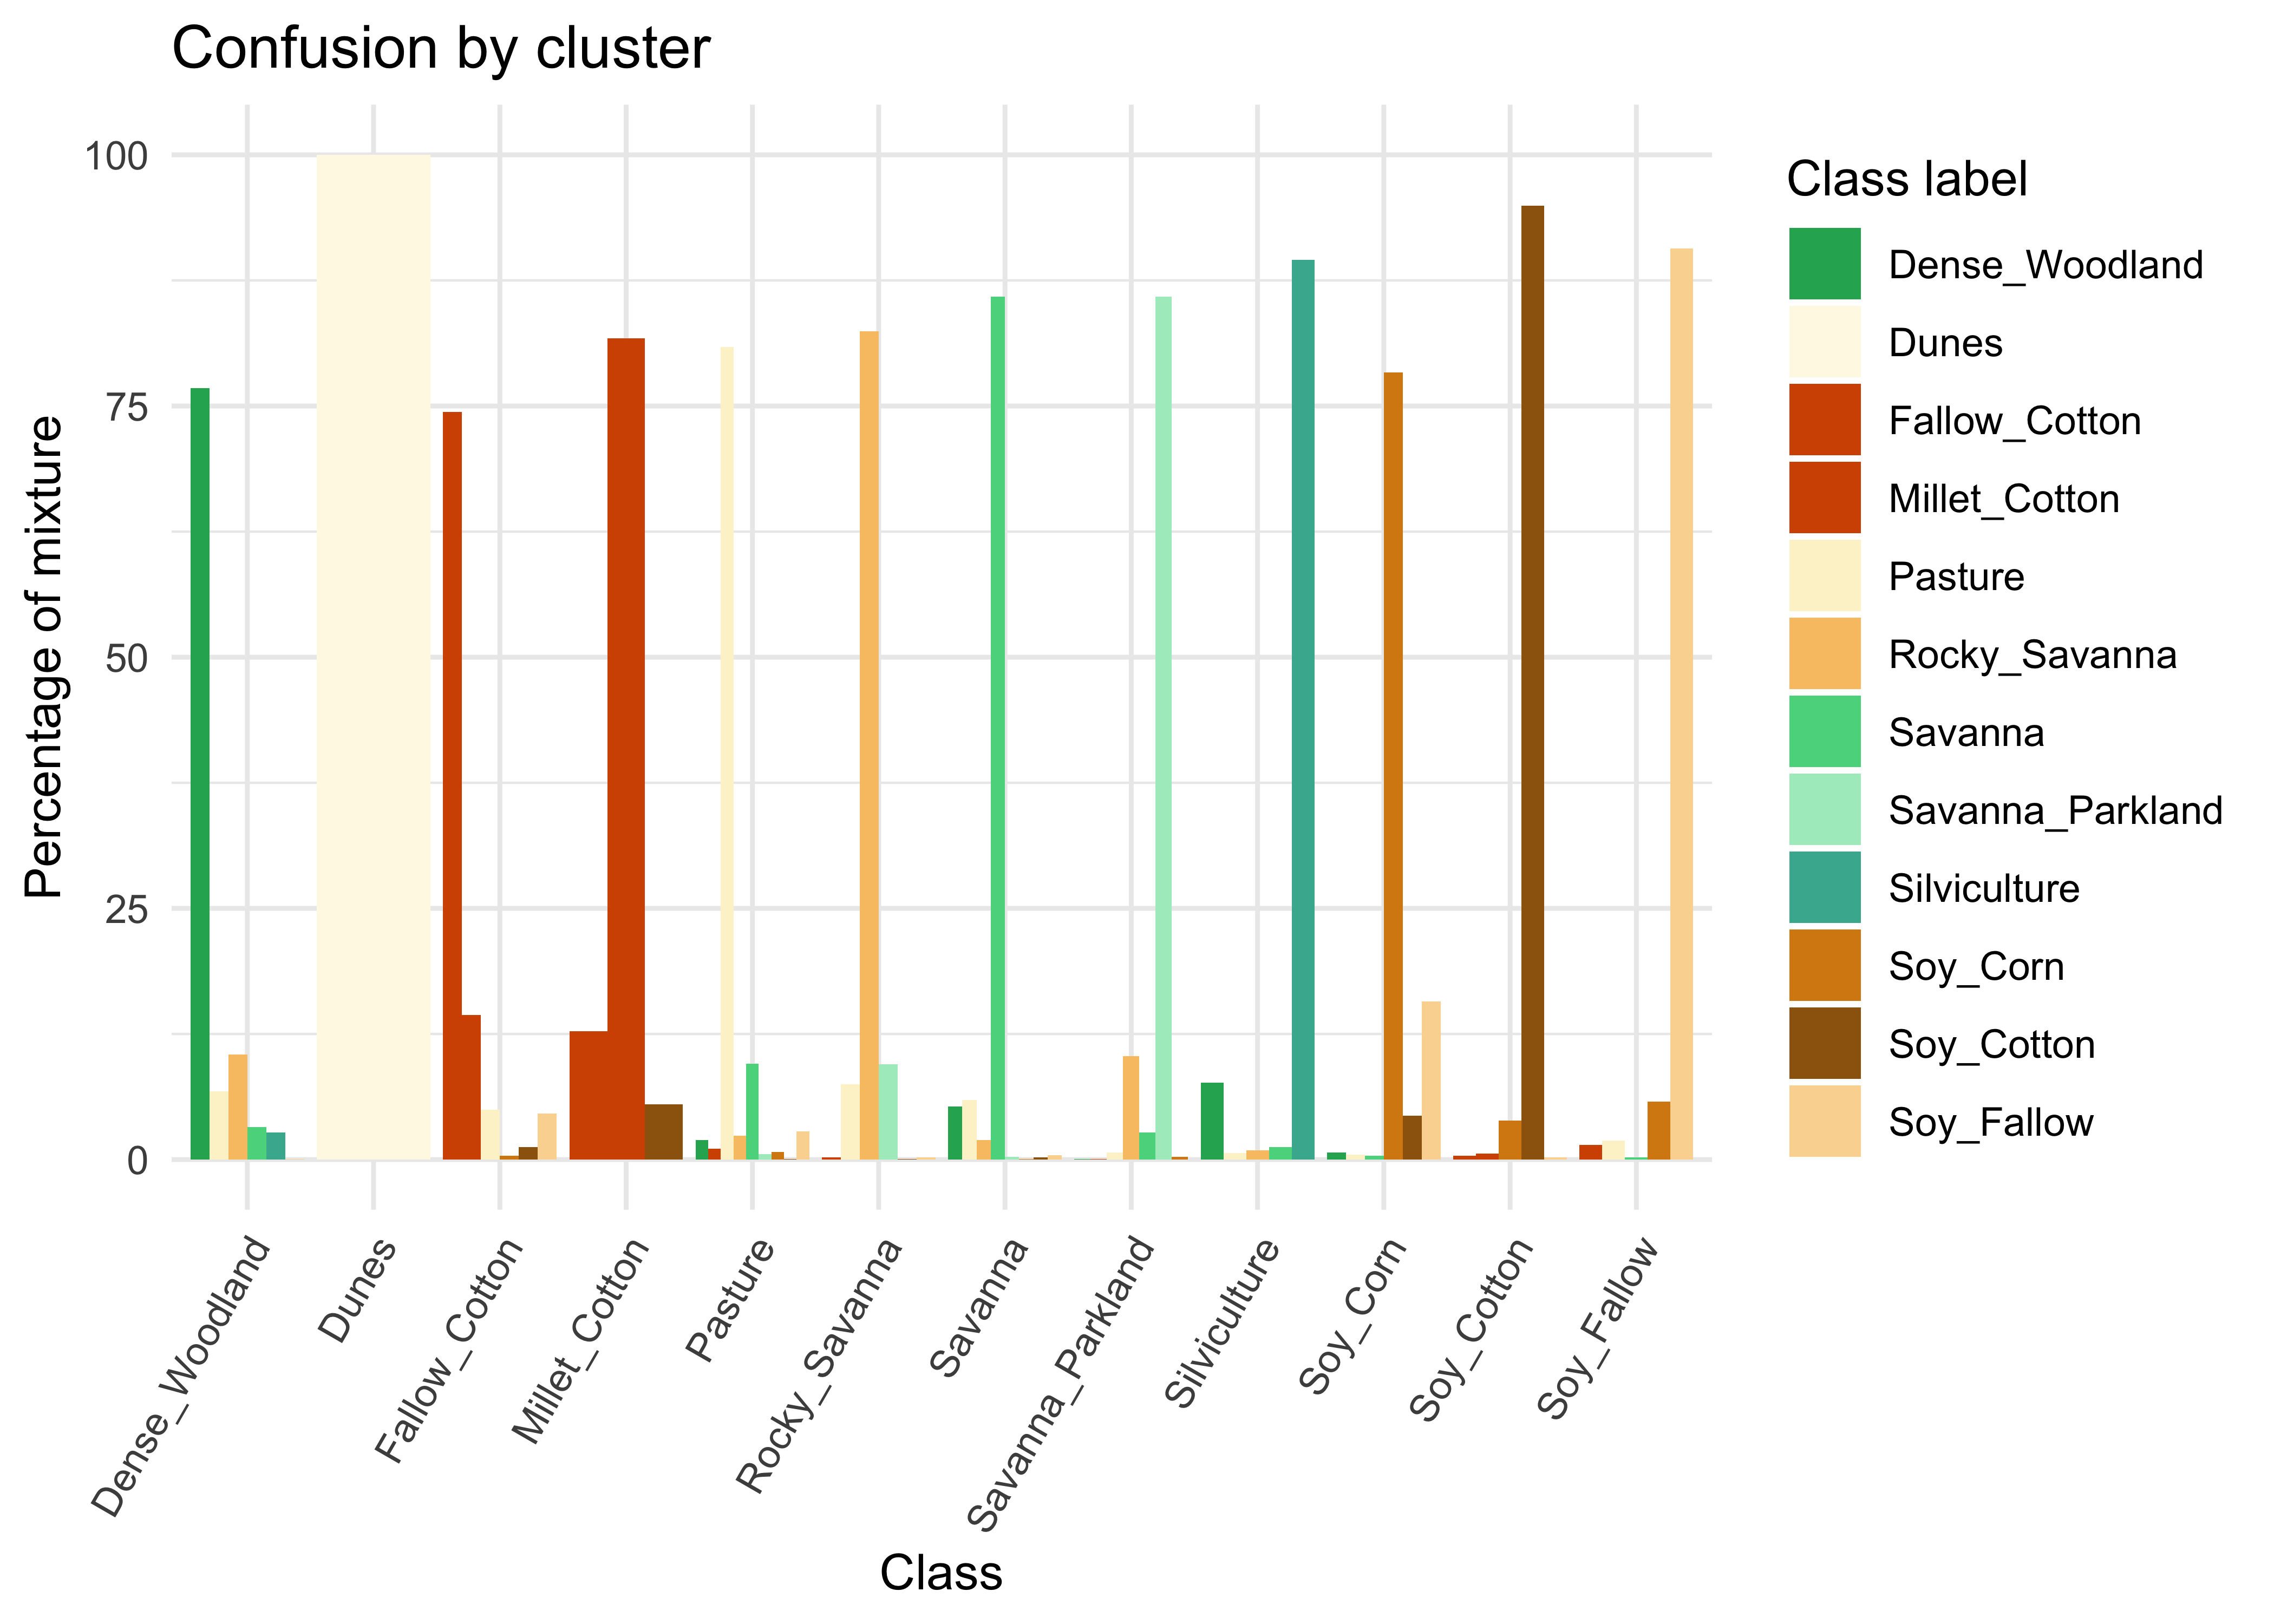 Confusion by cluster
Percentage of mixture
100
75
50
25
0
Dense_Woodland
Dunes
Fallow_Cotton
Millet_Cotton
Pasture
Rocky_Savanna
Savanna
Savanna_Parkland
Silviculture
Soy_Corn
Soy_Cotton
Soy_Fallow
Class
Class label
Dense_Woodland
Dunes
Fallow_Cotton
Millet_Cotton
Pasture
Rocky_Savanna
Savanna
Savanna_Parkland
Silviculture
Soy_Corn
Soy_Cotton
Soy_Fallow